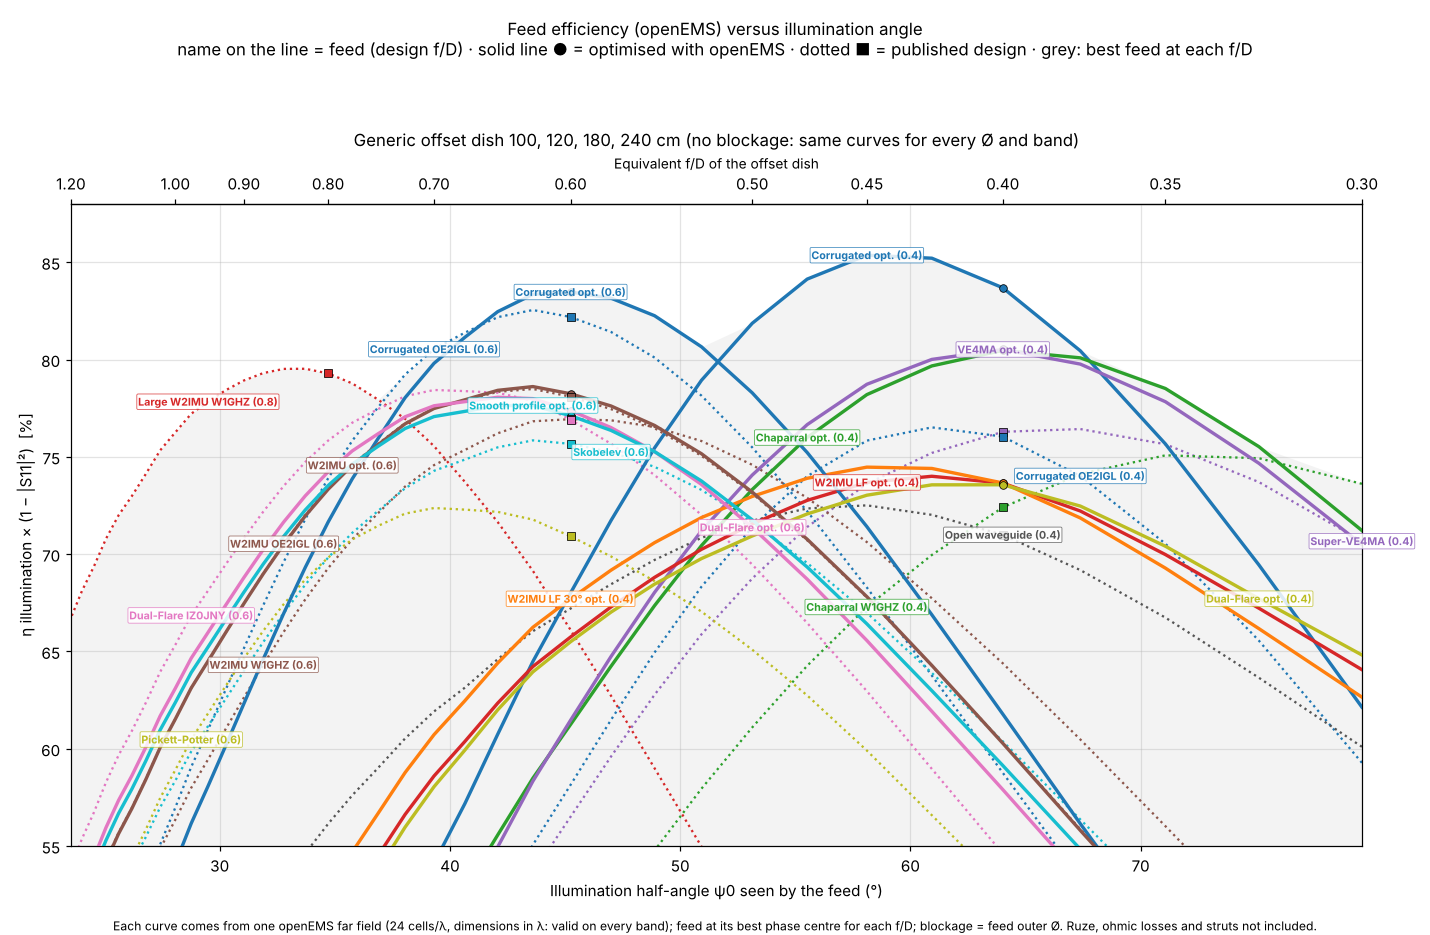 Feed efficiency (openEMS) versus illumination angle
name on the line = feed (design f/D) · solid line ● = optimised with openEMS · dotted ■ = published design · grey: best feed at each f/D
Generic offset dish 100, 120, 180, 240 cm (no blockage: same curves for every Ø and band)
Equivalent f/D of the offset dish
1.20 1.00 0.90 0.80 0.70 0.60 0.50 0.45 0.40 0.35 0.30
Corrugated opt. (0.4)
85
Corrugated opt. (0.6)
Corrugated OE2IGL (0.6)
VE4MA opt. (0.4)
80
Large W2IMU W1GHZ (0.8)
Smooth profile opt. (0.6)
Chaparral opt. (0.4)
Skobelev (0.6)
75
W2IMU opt. (0.6)
Corrugated OE2IGL (0.4)
W2IMU LF opt. (0.4)
Dual-Flare opt. (0.6)
Open waveguide (0.4)
Super-VE4MA (0.4)
W2IMU OE2IGL (0.6)
70
W2IMU LF 30° opt. (0.4)
Dual-Flare opt. (0.4)
Chaparral W1GHZ (0.4)
Dual-Flare IZ0JNY (0.6)
65
W2IMU W1GHZ (0.6)
Pickett-Potter (0.6)
60
55
η illumination × (1 − |S11|²) [%]
30 40 50 60 70
Illumination half-angle ψ0 seen by the feed (°)
Each curve comes from one openEMS far field (24 cells/λ, dimensions in λ: valid on every band); feed at its best phase centre for each f/D; blockage = feed outer Ø. Ruze, ohmic losses and struts not included.